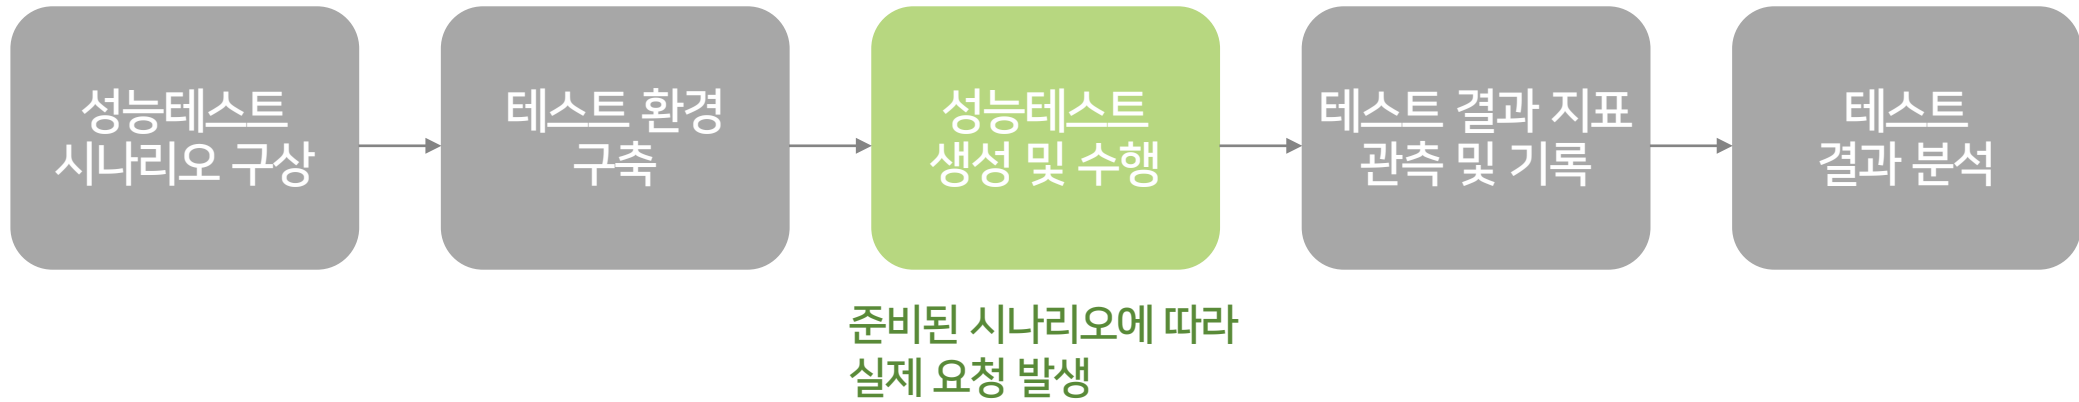 성능테스트
시나리오 구상
테스트 환경
구축
성능테스트
생성 및 수행
테스트 결과 지표
관측 및 기록
테스트
결과 분석
준비된 시나리오에 따라
실제 요청 발생